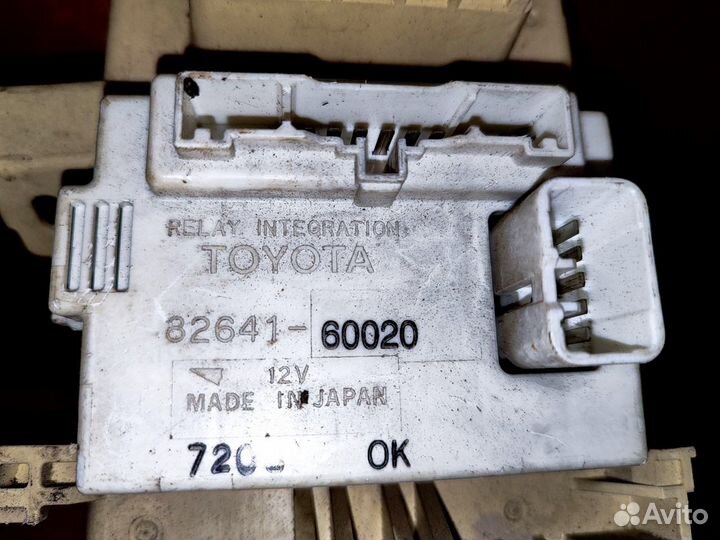 RELAY INTEGRATION
TOYOTA
82641-60020
12V
MADE IN JAPAN
OK
Avito